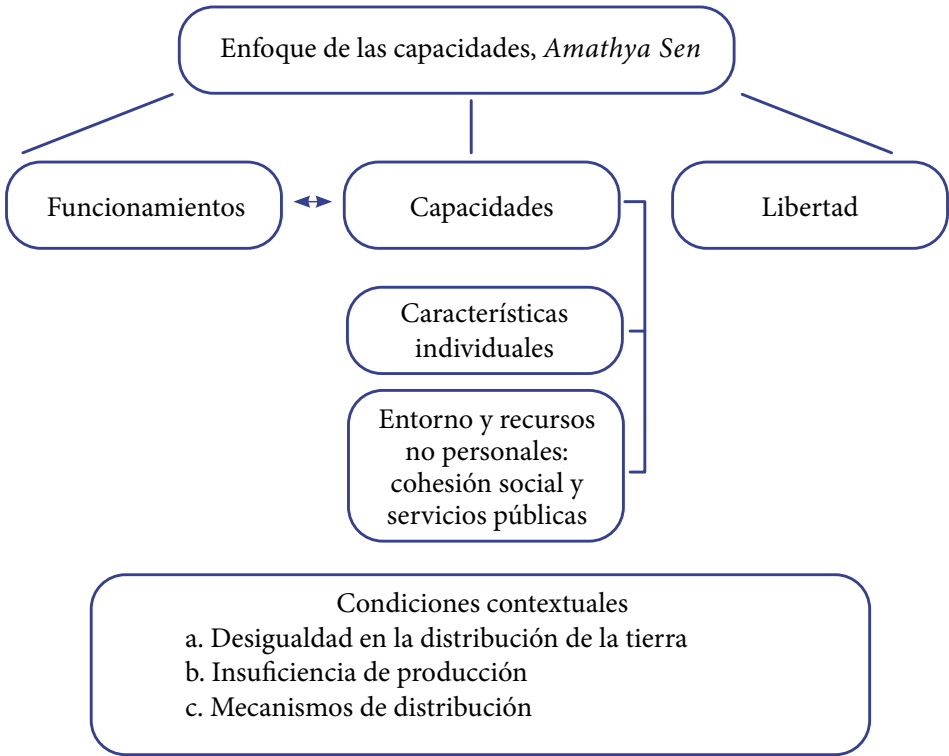 Enfoque de las capacidades, Amathya Sen
Funcionamientos
Capacidades
Libertad
Características
individuales
Entorno y recursos
no personales:
cohesión social y
servicios públicas
Condiciones contextuales
a. Desigualdad en la distribución de la tierra
b. Insuficiencia de producción
c. Mecanismos de distribución